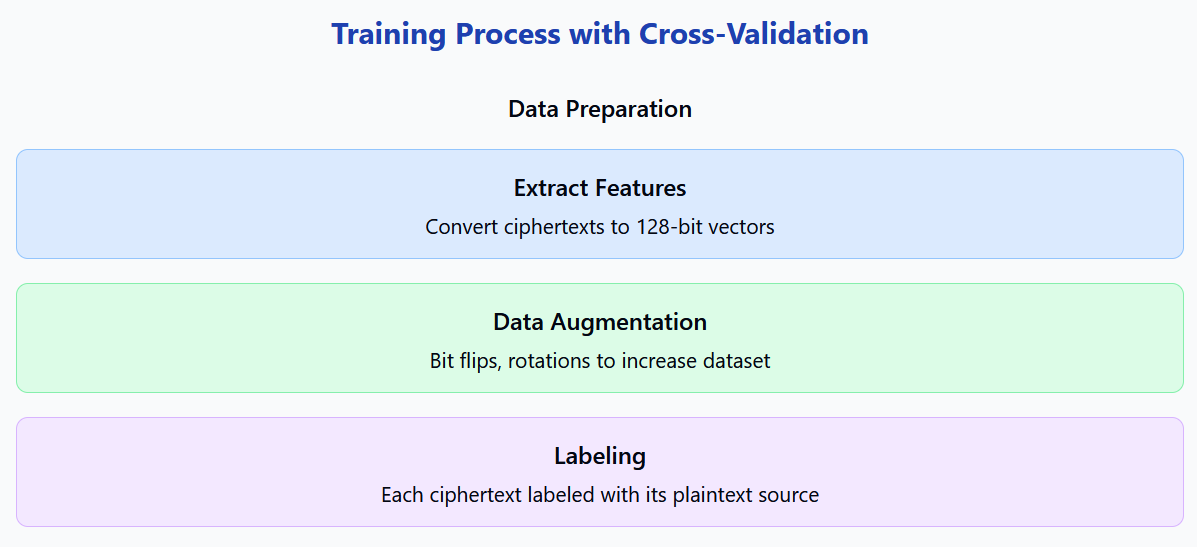 Training Process with Cross-Validation
Data Preparation
Extract Features
Convert ciphertexts to 128-bit vectors
Data Augmentation
Bit flips, rotations to increase dataset
Labeling
Each ciphertext labeled with its plaintext source